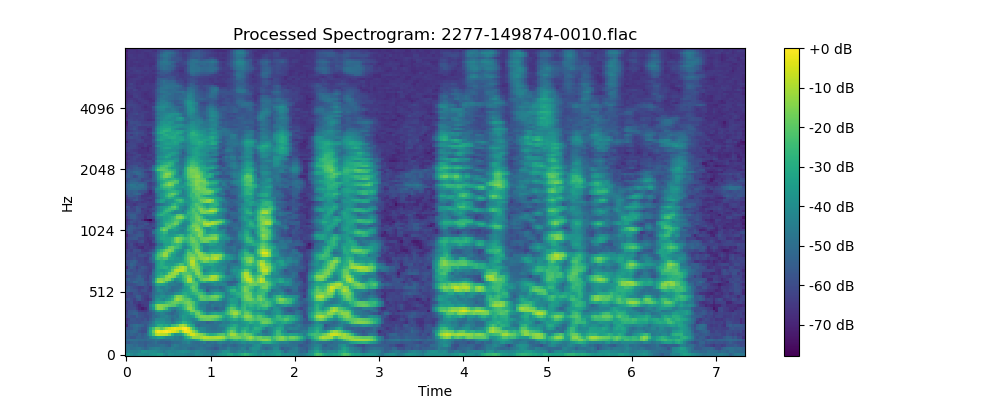 Processed Spectrogram: 2277-149874-0010.flac
Hz
4096
2048
1024
512
0
0 1 2 3 4 5 6 7
Time
+0 dB
-10 dB
-20 dB
-30 dB
-40 dB
-50 dB
-60 dB
-70 dB